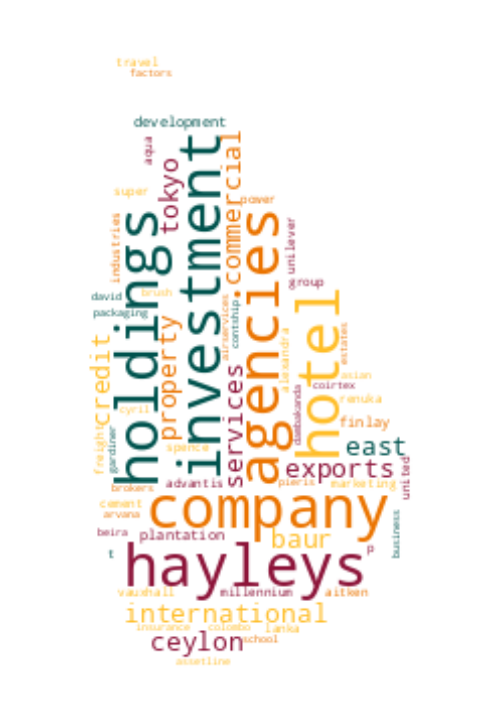 travel
factors
development
aqua
tokyo
investment
commercial
super
power
holdings
industries
agencies
unilever
group
&
david
brush
packaging
contship
airservices
hotel
property
credit
alexandra
estates
asian
coirtex
renuka
dambakanda
services
cyril
finlay
freight
gardiner
spence
east
exports
united
brokers
advantis
pieris
marketing
company
cement
arvana
business
beira
plantation
baur
p
t
hayleys
vauxhall
millennium
aitken
international
insurance
colombo
lanka
ceylon
school
assetline